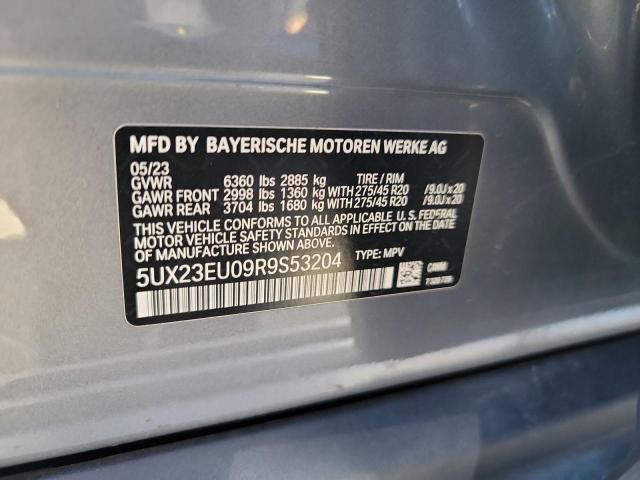 MFD BY BAYERISCHE MOTOREN WERKE AG
05/23
GVWR 6360 lbs 2885 kg TIRE / RIM
GAWR FRONT 2998 lbs 1360 kg WITH 275/45 R20 /9.0J x 20
GAWR REAR 3704 lbs 1680 kg WITH 275/45 R20 /9.0J x 20
THIS VEHICLE CONFORMS TO ALL APPLICABLE U.S. FEDERAL
MOTOR VEHICLE SAFETY STANDARDS IN EFFECT ON THE DATE
OF MANUFACTURE SHOWN ABOVE.
5UX23EU09R9S53204 TYPE: MPV